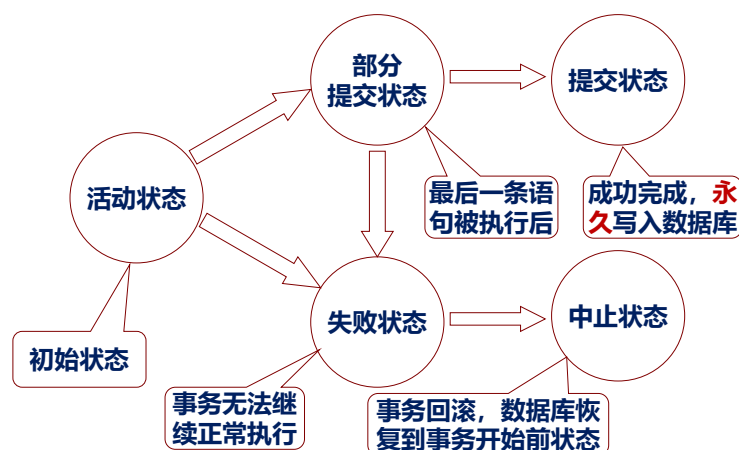 部分
提交状态
提交状态
活动状态
最后一条语
句被执行后
成功完成，永
久写入数据库
失败状态
中止状态
初始状态
事务无法继
续正常执行
事务回滚，数据库恢
复到事务开始前状态